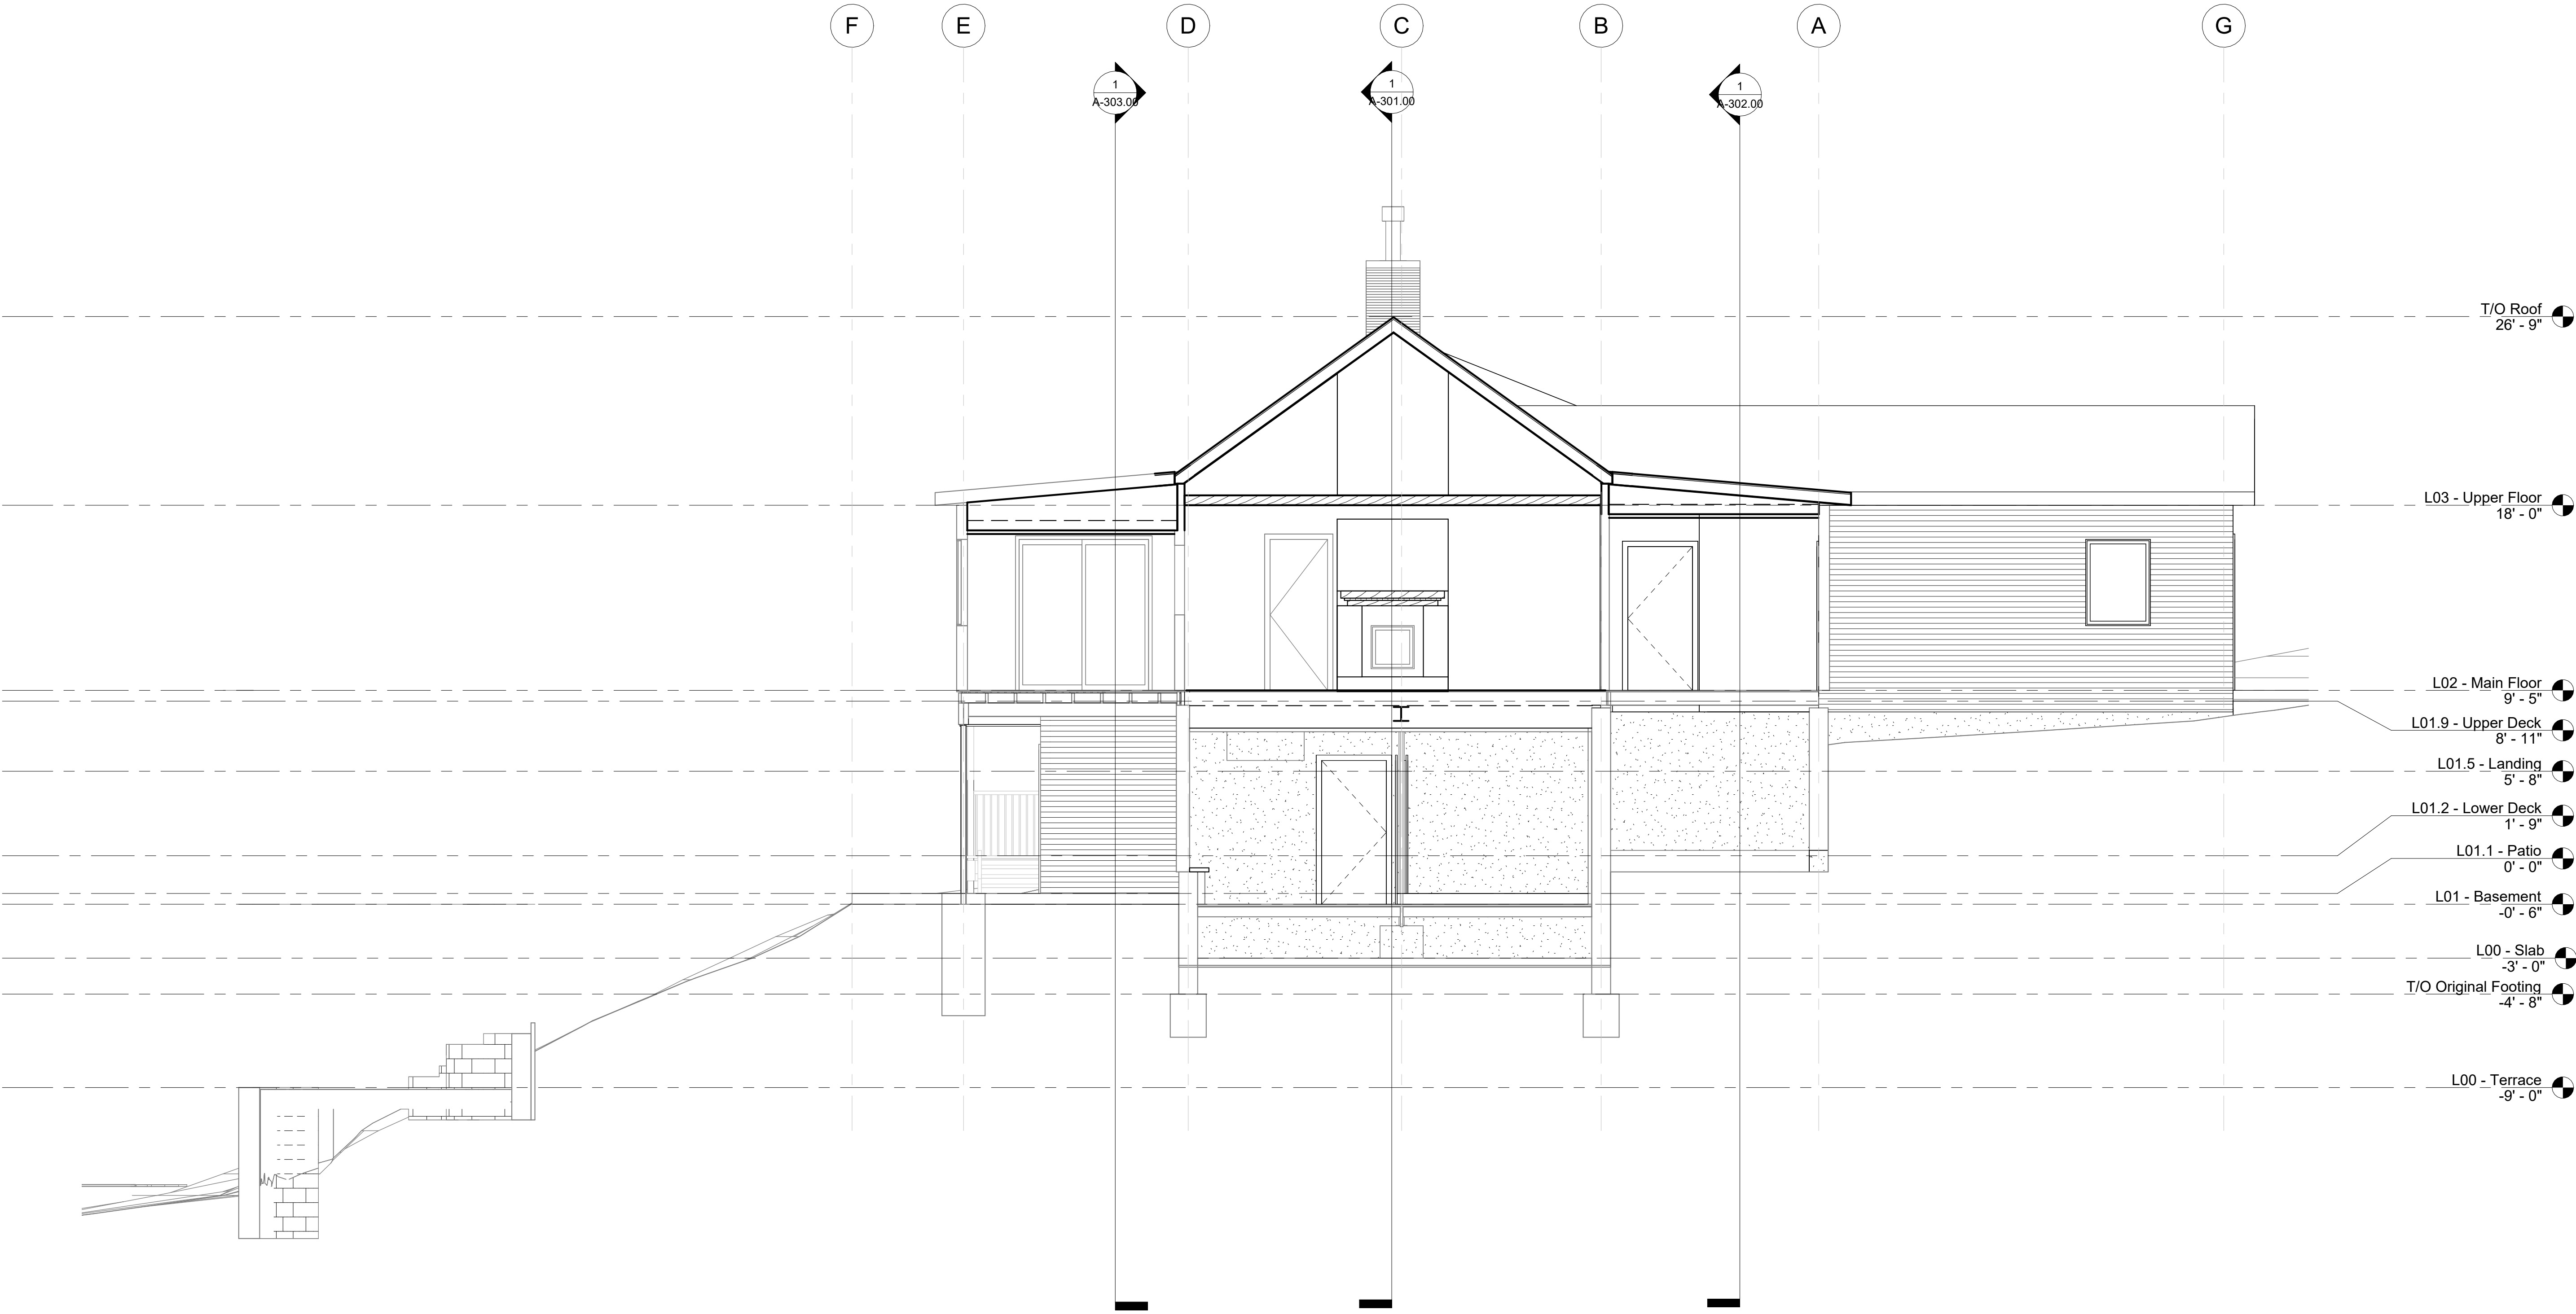 F
E
D
C
B
A
G
1
A-303.00
1
A-301.00
1
A-302.00
T/O Roof
26' - 9"
L03 - Upper Floor
18' - 0"
L02 - Main Floor
9' - 5"
L01.9 - Upper Deck
8' - 11"
L01.5 - Landing
5' - 8"
L01.2 - Lower Deck
1' - 9"
L01.1 - Patio
0' - 0"
L01 - Basement
-0' - 6"
L00 - Slab
-3' - 0"
T/O Original Footing
-4' - 8"
L00 - Terrace
-9' - 0"